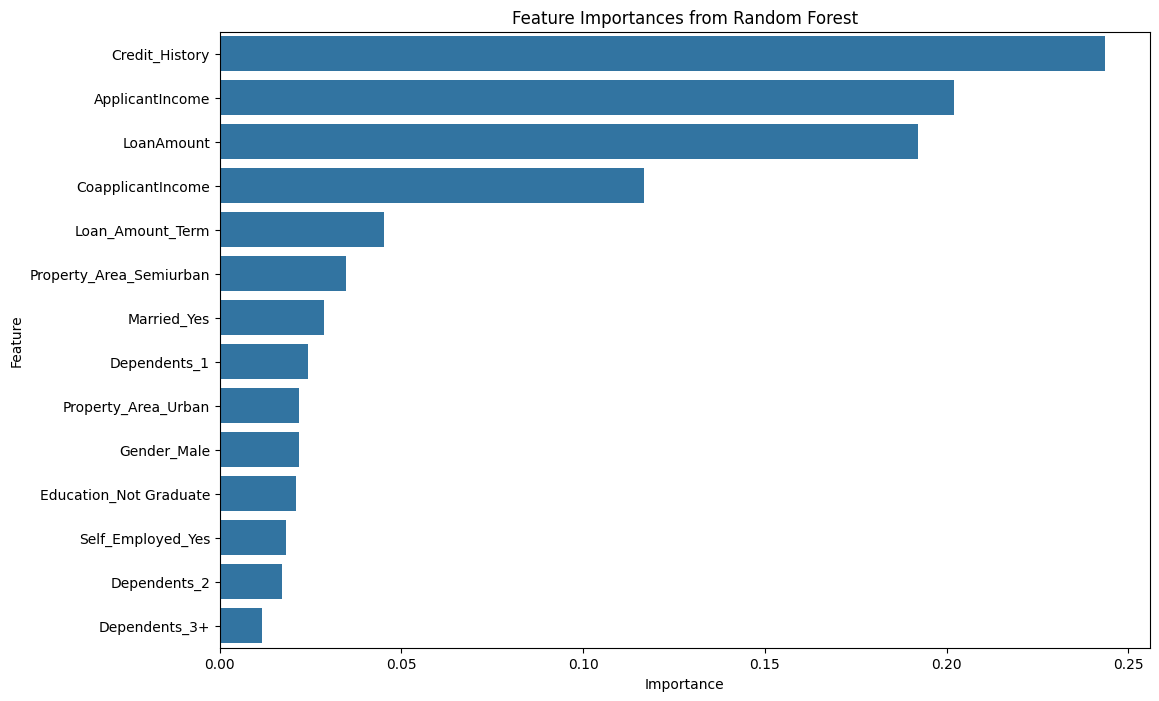 Feature Importances from Random Forest
Credit_History
ApplicantIncome
LoanAmount
CoapplicantIncome
Loan_Amount_Term
Property_Area_Semiurban
Married_Yes
Dependents_1
Property_Area_Urban
Gender_Male
Education_Not Graduate
Self_Employed_Yes
Dependents_2
Dependents_3+
Feature
0.00 0.05 0.10 0.15 0.20 0.25
Importance